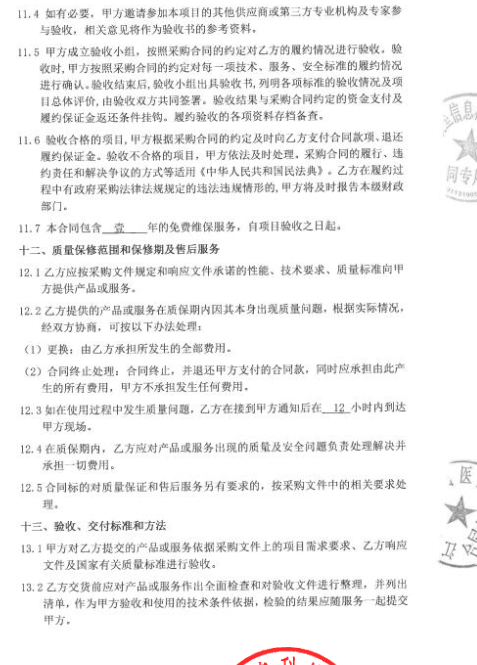 11.4 如有必要，甲方邀请参加本项目的其他供应商或第三方专业机构及专家参
与验收，相关意见将作为验收书的参考资料。
11.5 甲方成立验收小组，按照采购合同的约定对乙方的履约情况进行验收。验
收时，甲方按照采购合同的约定对每一项技术、服务、安全标准的履约情况
进行确认。验收结束后，验收小组出具验收书，列明各项标准的验收情况及项
目总体评价，由验收双方共同签署。验收结果与采购合同约定的资金支付及
履约保证金返还条件挂钩。履约验收的各项资料存档备查。
11.6 验收合格的项目，甲方根据采购合同的约定及时向乙方支付合同款项、退还
履约保证金。验收不合格的项目，甲方依法及时处理。采购合同的履行、违
约责任和解决争议的方式等适用《中华人民共和国民法典》。乙方在履约过
程中有政府采购法律法规规定的违法违规情形的，甲方将及时报告本级财政
部门。
11.7 本合同包含 壹 年的免费维保服务，自项目验收之日起。
十二、质量保修范围和保修期及售后服务
12.1 乙方应按采购文件规定和响应文件承诺的性能、技术要求、质量标准向甲
方提供产品或服务。
12.2 乙方提供的产品或服务在质保期内因其本身出现质量问题，根据实际情况，
经双方协商，可按以下办法处理：
（1）更换：由乙方承担所发生的全部费用。
（2）合同终止处理：合同终止，并退还甲方支付的合同款，同时应承担由此产
生的所有费用，甲方不承担发生任何费用。
12.3 如在使用过程中发生质量问题，乙方在接到甲方通知后在 12 小时内到达
甲方现场。
12.4 在质保期内，乙方应对产品或服务出现的质量及安全问题负责处理解决并
承担一切费用。
12.5 合同标的对质量保证和售后服务另有要求的，按采购文件中的相关要求处
理。
十三、验收、交付标准和方法
13.1 甲方对乙方提交的产品或服务依据采购文件上的项目需求要求、乙方响应
文件及国家有关质量标准进行验收。
13.2 乙方交货前应对产品或服务作出全面检查和对验收文件进行整理，并列出
清单，作为甲方验收和使用的技术条件依据，检验的结果应随服务一起提交
甲方。
信息
同专
医